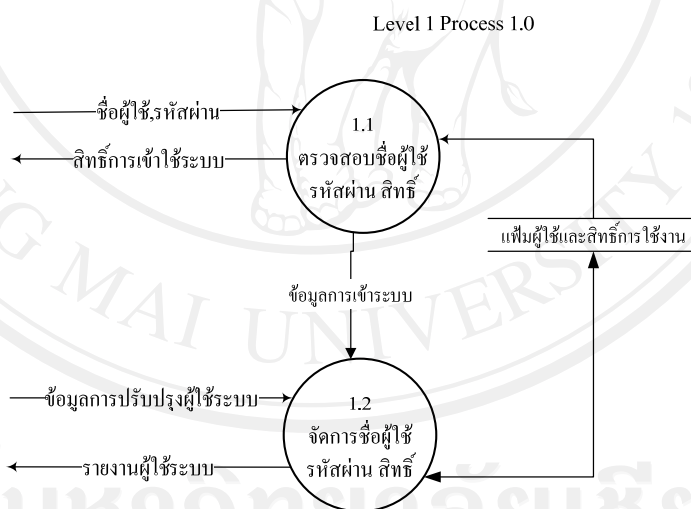 Level 1 Process 1.0
ชื่อผู้ใช้,รหัสผ่าน
1.1
ตรวจสอบชื่อผู้ใช้
รหัสผ่าน สิทธิ์
สิทธิ์การเข้าใช้ระบบ
แฟ้มผู้ใช้และสิทธิ์การใช้งาน
ข้อมูลการเข้าระบบ
ข้อมูลการปรับปรุงผู้ใช้ระบบ
1.2
จัดการชื่อผู้ใช้
รหัสผ่าน สิทธิ์
รายงานผู้ใช้ระบบ
NG MAI UNIVERSITY